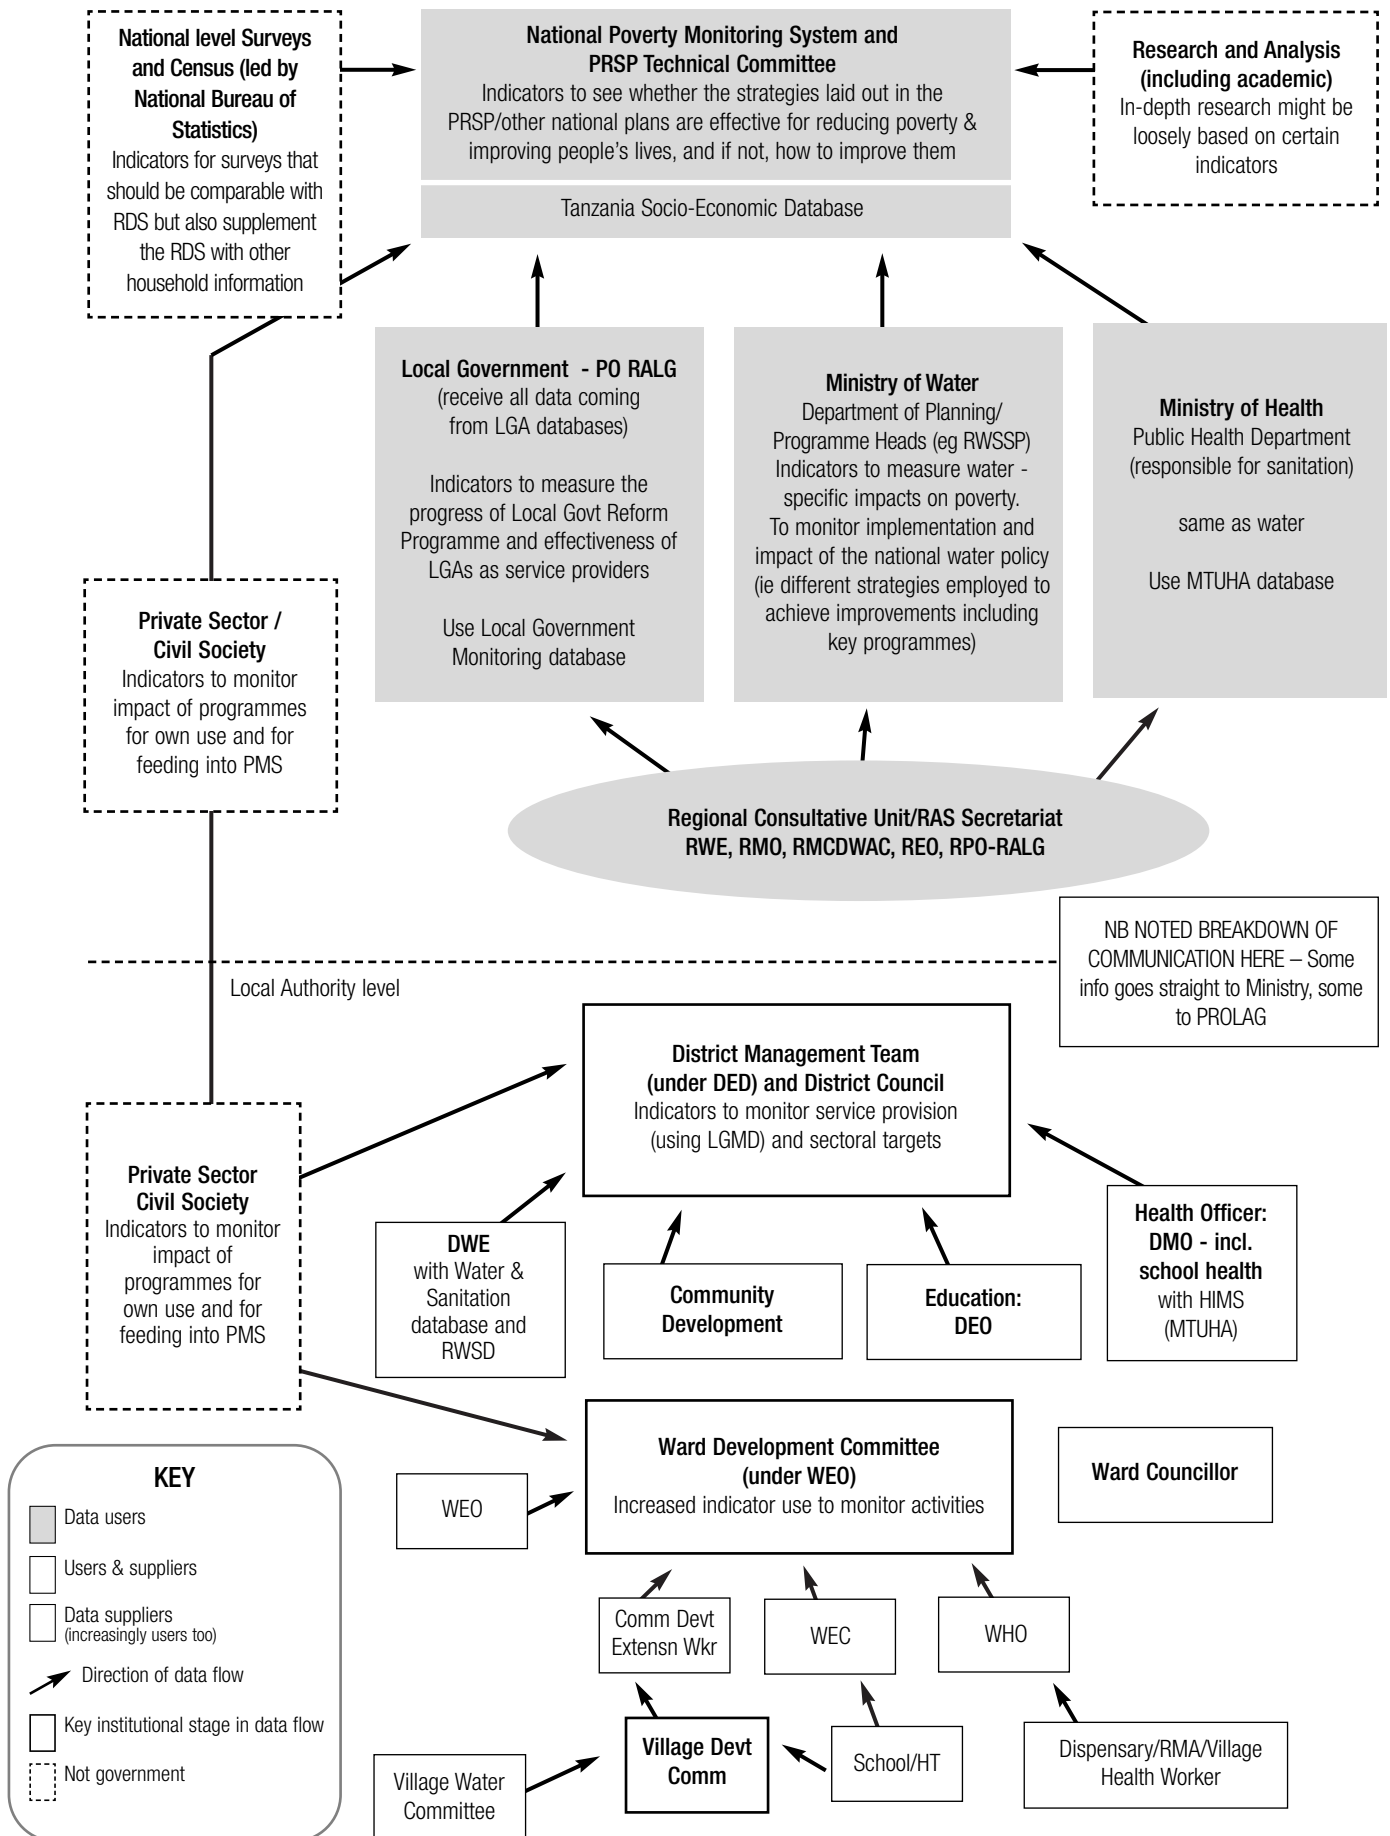 National level Surveys
and Census (led by
National Bureau of
Statistics)
Indicators for surveys that
should be comparable with
RDS but also supplement
the RDS with other
household information
National Poverty Monitoring System and
PRSP Technical Committee
Indicators to see whether the strategies laid out in the
PRSP/other national plans are effective for reducing poverty &
improving people's lives, and if not, how to improve them
Tanzania Socio-Economic Database
Research and Analysis
(including academic)
In-depth research might be
loosely based on certain
indicators
Local Government - PO RALG
(receive all data coming
from LGA databases)
Indicators to measure the
progress of Local Govt Reform
Programme and effectiveness of
LGAs as service providers
Use Local Government
Monitoring database
Ministry of Water
Department of Planning/
Programme Heads (eg RWSSP)
Indicators to measure water -
specific impacts on poverty.
To monitor implementation and
impact of the national water policy
(ie different strategies employed to
achieve improvements including
key programmes)
Ministry of Health
Public Health Department
(responsible for sanitation)
same as water
Use MTUHA database
Private Sector /
Civil Society
Indicators to monitor
impact of programmes
for own use and for
feeding into PMS
Regional Consultative Unit/RAS Secretariat
RWE, RMO, RMCDWAC, REO, RPO-RALG
NB NOTED BREAKDOWN OF
COMMUNICATION HERE – Some
info goes straight to Ministry, some
to PROLAG
Local Authority level
District Management Team
(under DED) and District Council
Indicators to monitor service provision
(using LGMD) and sectoral targets
Private Sector
Civil Society
Indicators to monitor
impact of
programmes for
own use and for
feeding into PMS
DWE
with Water &
Sanitation
database and
RWSD
Community
Development
Education:
DEO
Health Officer:
DMO - incl.
school health
with HIMS
(MTUHA)
Ward Development Committee
(under WEO)
Increased indicator use to monitor activities
Ward Councillor
WEO
Comm Devt
Extensn Wkr
WEC
WHO
Village Devt
Comm
School/HT
Dispensary/RMA/Village
Health Worker
Village Water
Committee
KEY
Data users
Users & suppliers
Data suppliers
(increasingly users too)
Direction of data flow
Key institutional stage in data flow
Not government